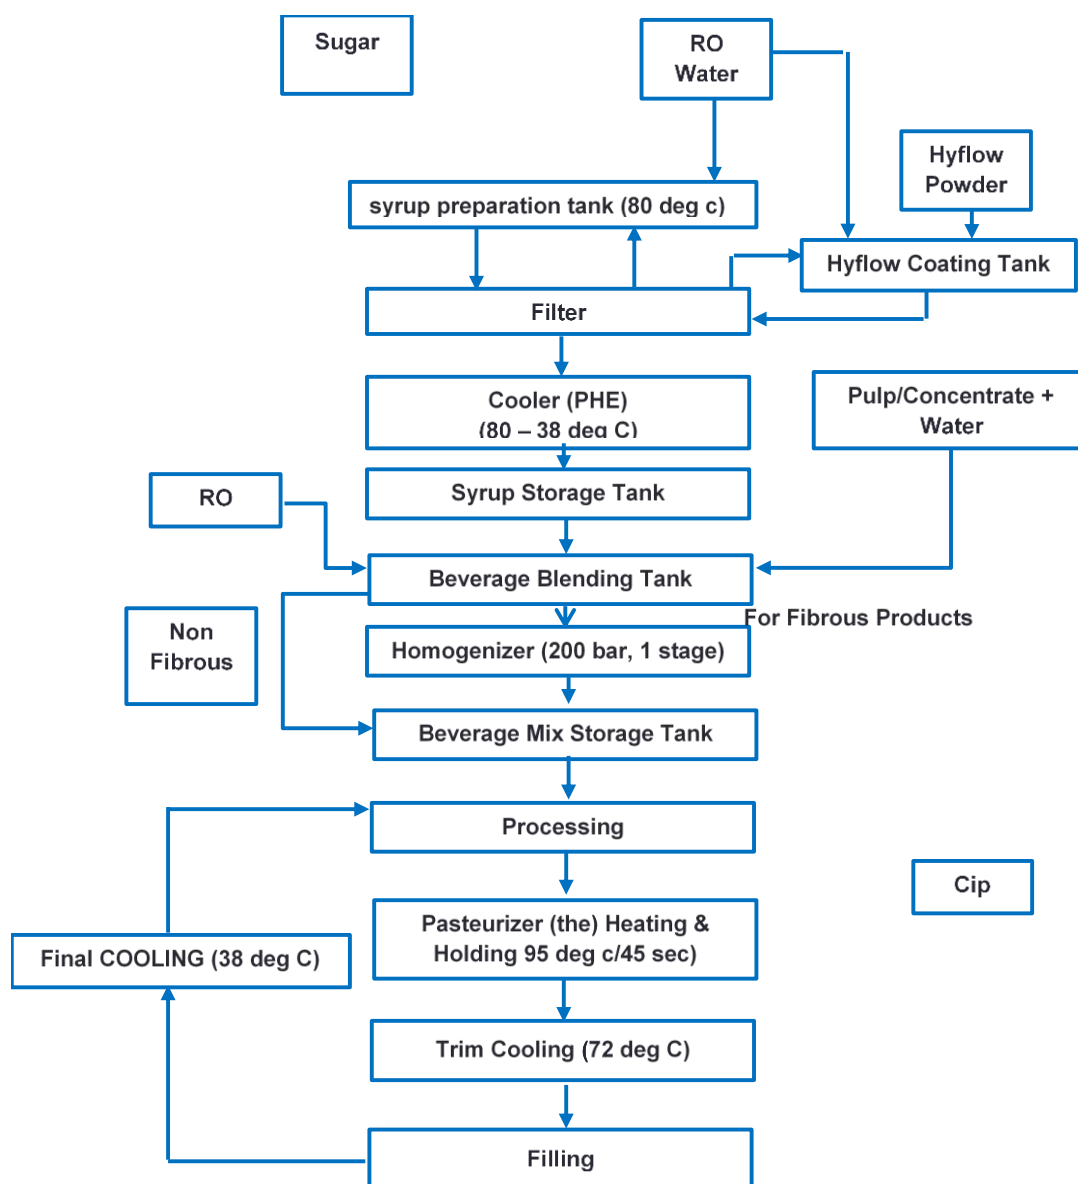 Sugar
RO
Water
Hyflow
Powder
syrup preparation tank (80 deg c)
Hyflow Coating Tank
Filter
Cooler (PHE)
(80 – 38 deg C)
Pulp/Concentrate +
Water
Syrup Storage Tank
RO
Beverage Blending Tank
For Fibrous Products
Non
Fibrous
Homogenizer (200 bar, 1 stage)
Beverage Mix Storage Tank
Processing
Cip
Pasteurizer (the) Heating &
Holding 95 deg c/45 sec)
Final COOLING (38 deg C)
Trim Cooling (72 deg C)
Filling